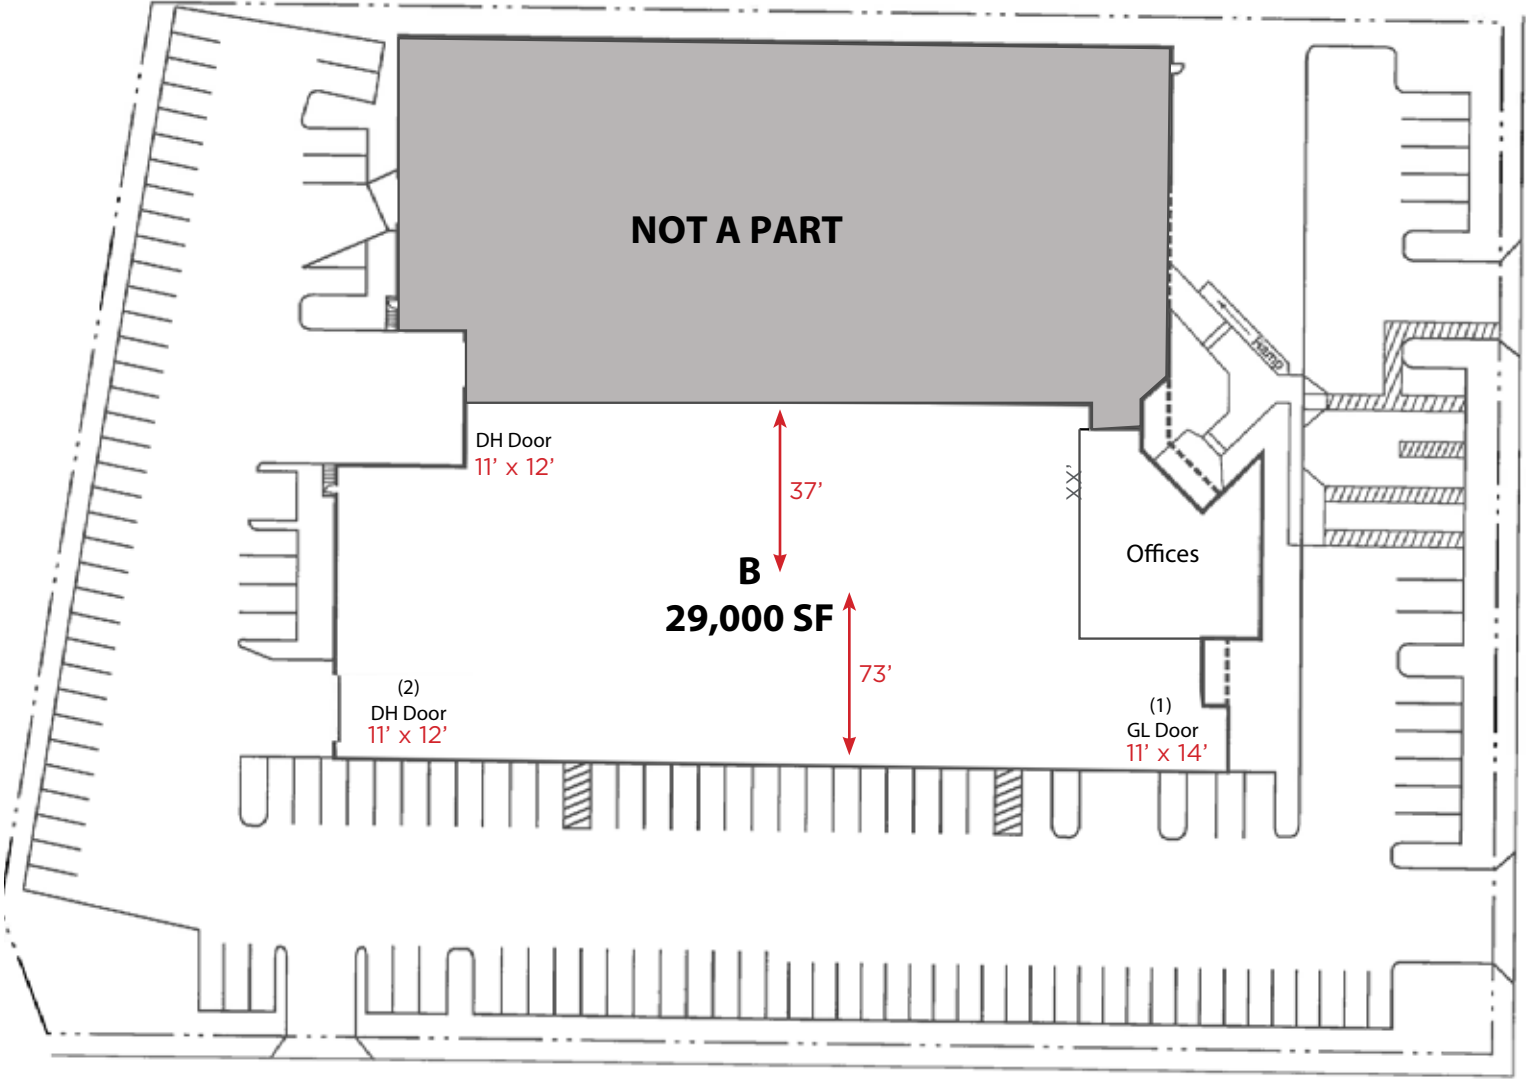 NOT A PART
Ramp
DH Door
11’ x 12’
37’
XX’
Offices
B
29,000 SF
73’
(2)
DH Door
11’ x 12’
(1)
GL Door
11’ x 14’